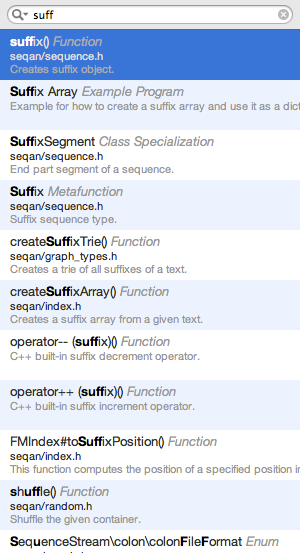 suff
suffix() Function
seqan/sequence.h
Creates suffix object.
Suffix Array Example Program
Example for how to create a suffix array and use it as a dict
SuffixSegment Class Specialization
seqan/sequence.h
End part segment of a sequence.
Suffix Metafunction
seqan/sequence.h
Suffix sequence type.
createSuffixTrie() Function
seqan/graph_types.h
Creates a trie of all suffixes of a text.
createSuffixArray() Function
seqan/index.h
Creates a suffix array from a given text.
operator-- (suffix)() Function
C++ built-in suffix decrement operator.
operator++ (suffix)() Function
C++ built-in suffix increment operator.
FMIndex#toSuffixPosition() Function
seqan/index.h
This function computes the position of a specified position in
shuffle() Function
seqan/random.h
Shuffle the given container.
SequenceStream\colon\colonFileFormat Enum